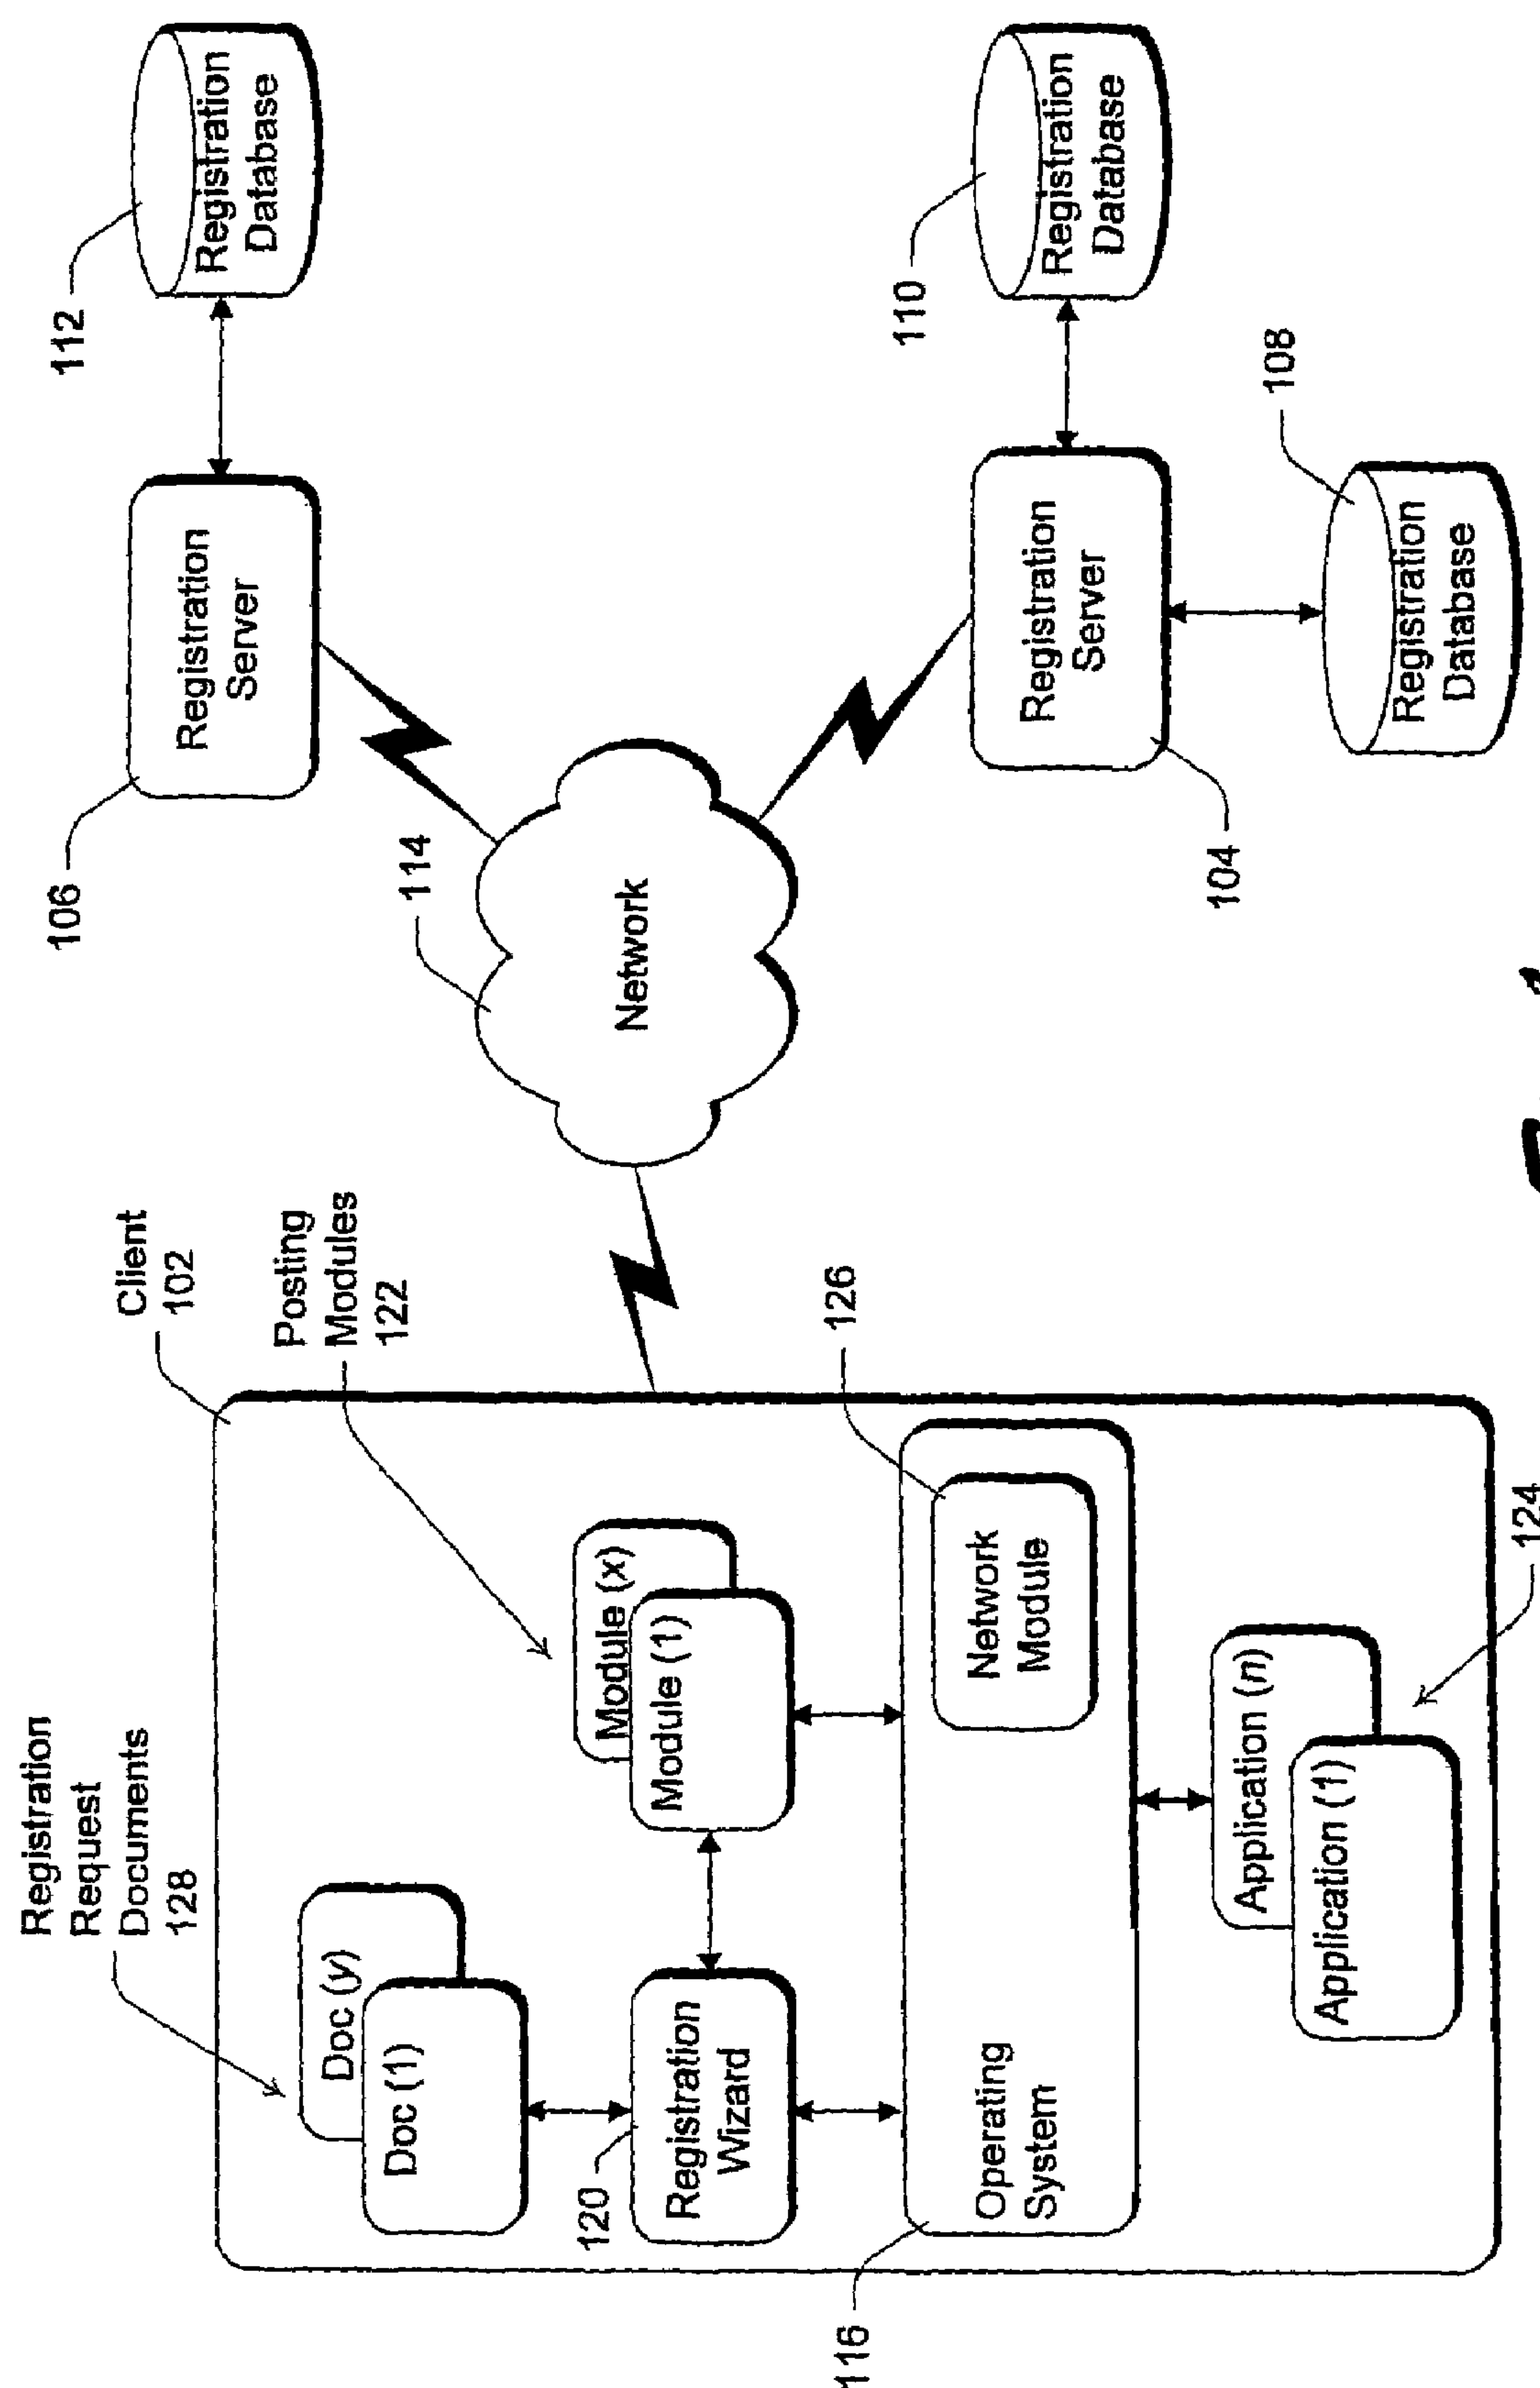 Registration
Request
Documents
128
Client
102
Posting
Modules
122
Doc (y)
Doc (1)
120
Registration
Wizard
Module (x)
Module (1)
116
Operating
System
Network
Module
126
Application (n)
Application (1)
124
114
Network
106
Registration
Server
112
Registration
Database
104
Registration
Server
110
Registration
Database
108
Registration
Database